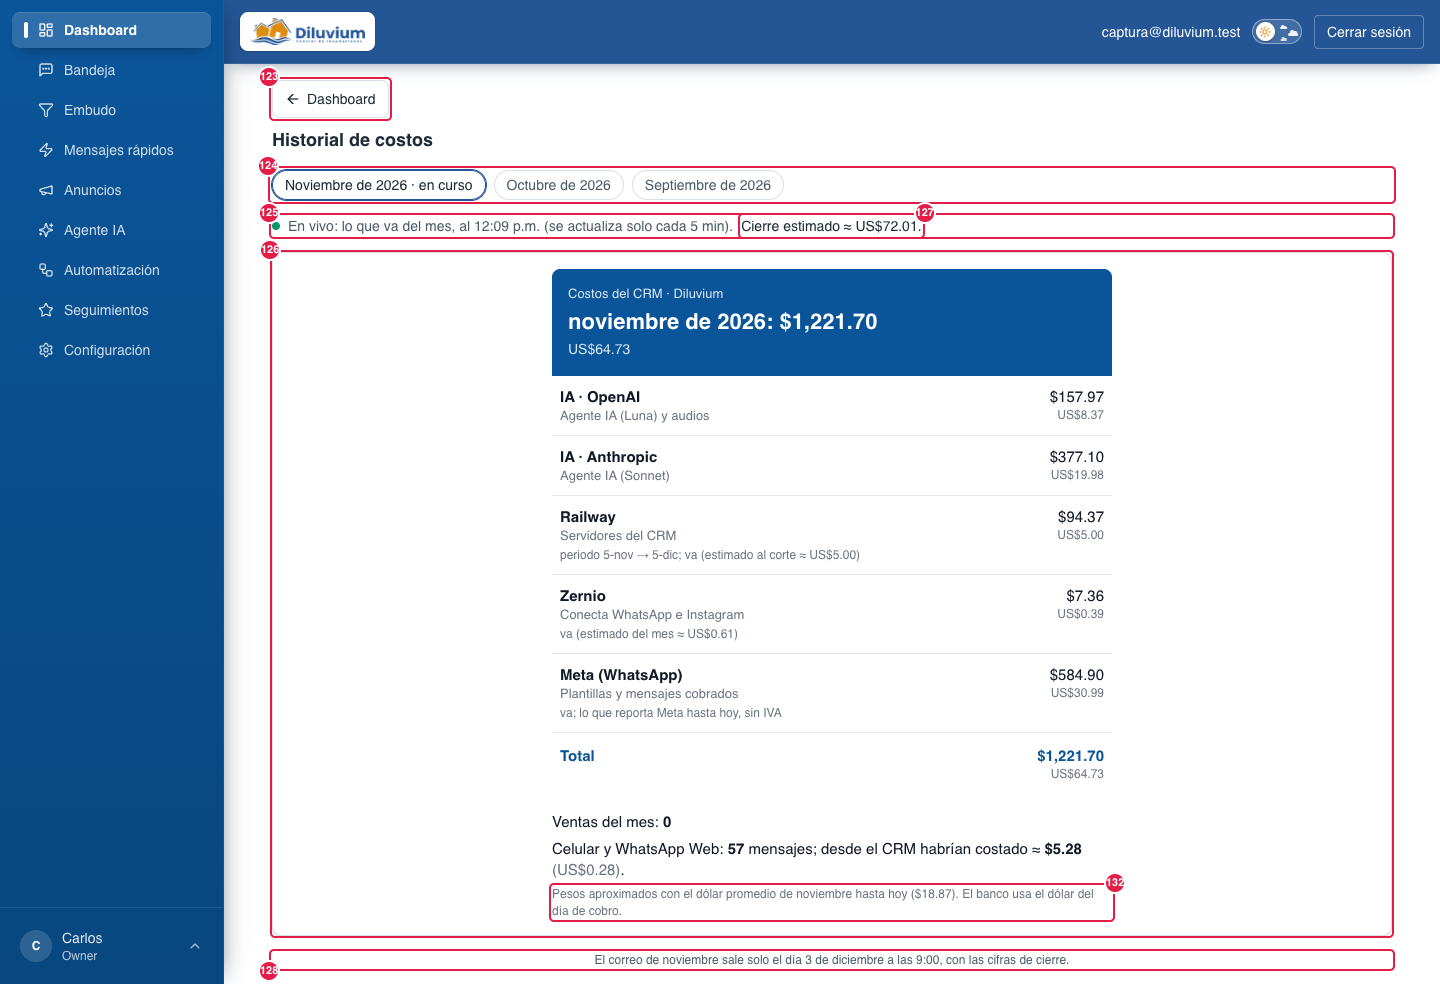 Dashboard
Bandeja
Embudo
Mensajes rápidos
Anuncios
Agente IA
Automatización
Seguimientos
Configuración
C
Carlos
Owner
Diluvium
captura@diluvium.test
Cerrar sesión
123
Dashboard
Historial de costos
124
Noviembre de 2026 · en curso
Octubre de 2026
Septiembre de 2026
125
En vivo: lo que va del mes, al 12:09 p.m. (se actualiza solo cada 5 min).
127
Cierre estimado ≈ US$72.01.
126
Costos del CRM · Diluvium
noviembre de 2026: $1,221.70
US$64.73
IA · OpenAI $157.97
Agente IA (Luna) y audios US$8.37
IA · Anthropic $377.10
Agente IA (Sonnet) US$19.98
Railway $94.37
Servidores del CRM US$5.00
periodo 5-nov → 5-dic; va (estimado al corte ≈ US$5.00)
Zernio $7.36
Conecta WhatsApp e Instagram US$0.39
va (estimado del mes ≈ US$0.61)
Meta (WhatsApp) $584.90
Plantillas y mensajes cobrados US$30.99
va; lo que reporta Meta hasta hoy, sin IVA
Total $1,221.70
US$64.73
Ventas del mes: 0
Celular y WhatsApp Web: 57 mensajes; desde el CRM habrían costado ≈ $5.28
(US$0.28).
132
Pesos aproximados con el dólar promedio de noviembre hasta hoy ($18.87). El banco usa el dólar del
día de cobro.
128
El correo de noviembre sale solo el día 3 de diciembre a las 9:00, con las cifras de cierre.